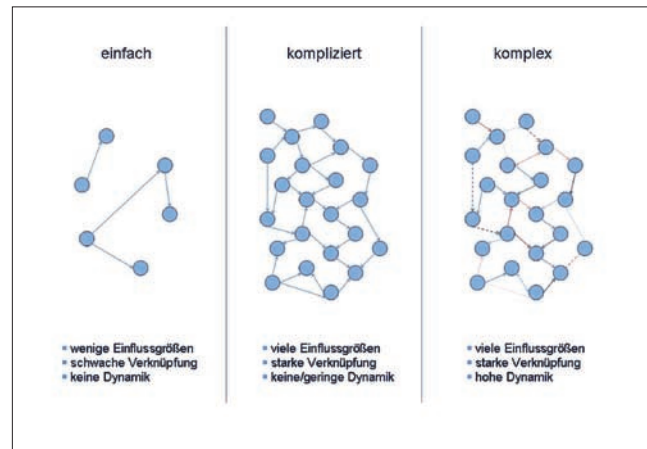 einfach
wenige Einflussgrößen
schwache Verknüpfung
keine Dynamik
kompliziert
viele Einflussgrößen
starke Verknüpfung
keine/geringe Dynamik
komplex
viele Einflussgrößen
starke Verknüpfung
hohe Dynamik